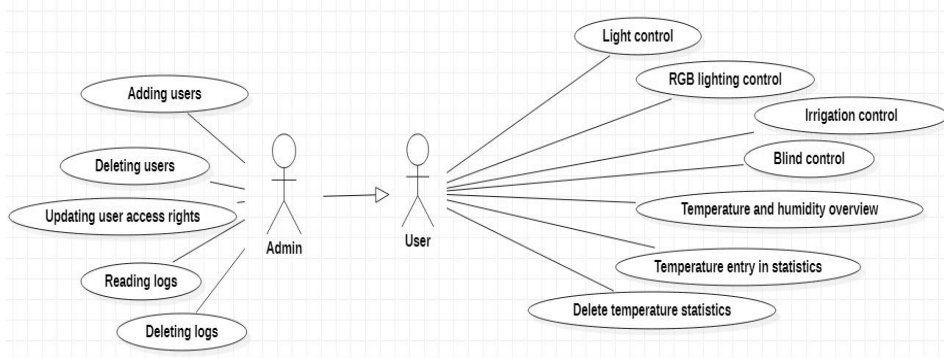 Light control
RGB lighting control
Adding users
Irrigation control
Blind control
Deleting users
Updating user access rights
Temperature and humidity overview
Admin
User
Temperature entry in statistics
Reading logs
Delete temperature statistics
Deleting logs